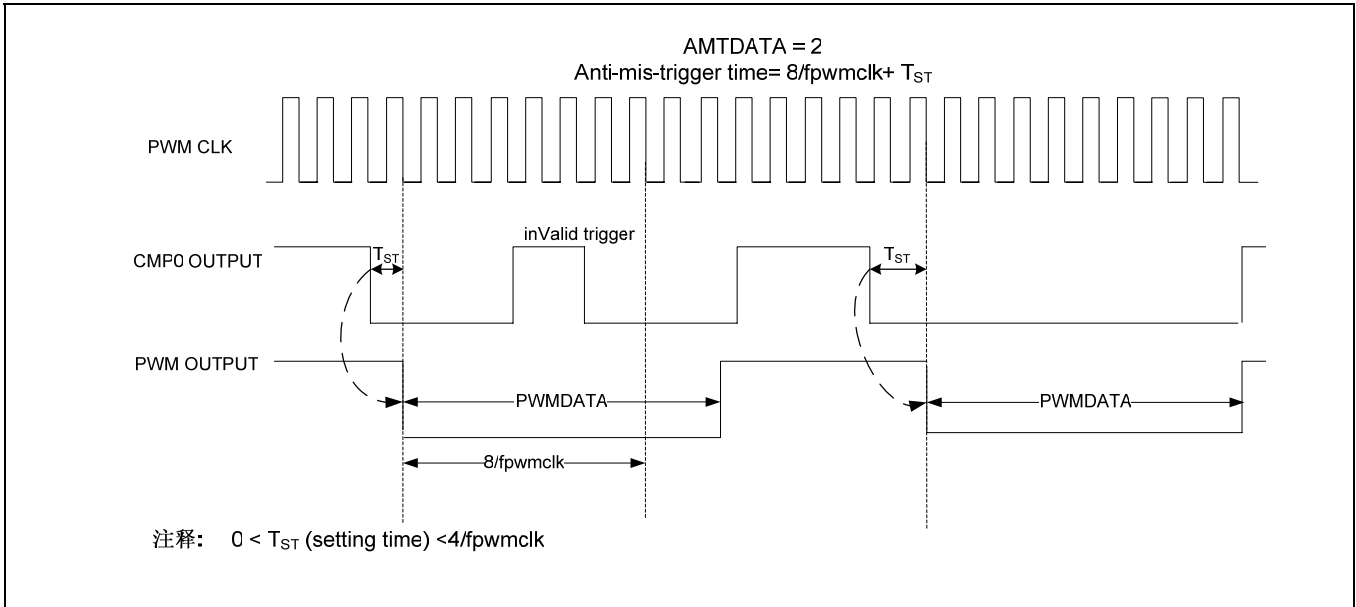 AMTDATA = 2
Anti-mis-trigger time= 8/fpwmclk+ TST
PWM CLK
inValid trigger
CMP0 OUTPUT
TST
TST
PWM OUTPUT
PWMDATA
PWMDATA
8/fpwmclk
注释: 0 < TST (setting time) <4/fpwmclk